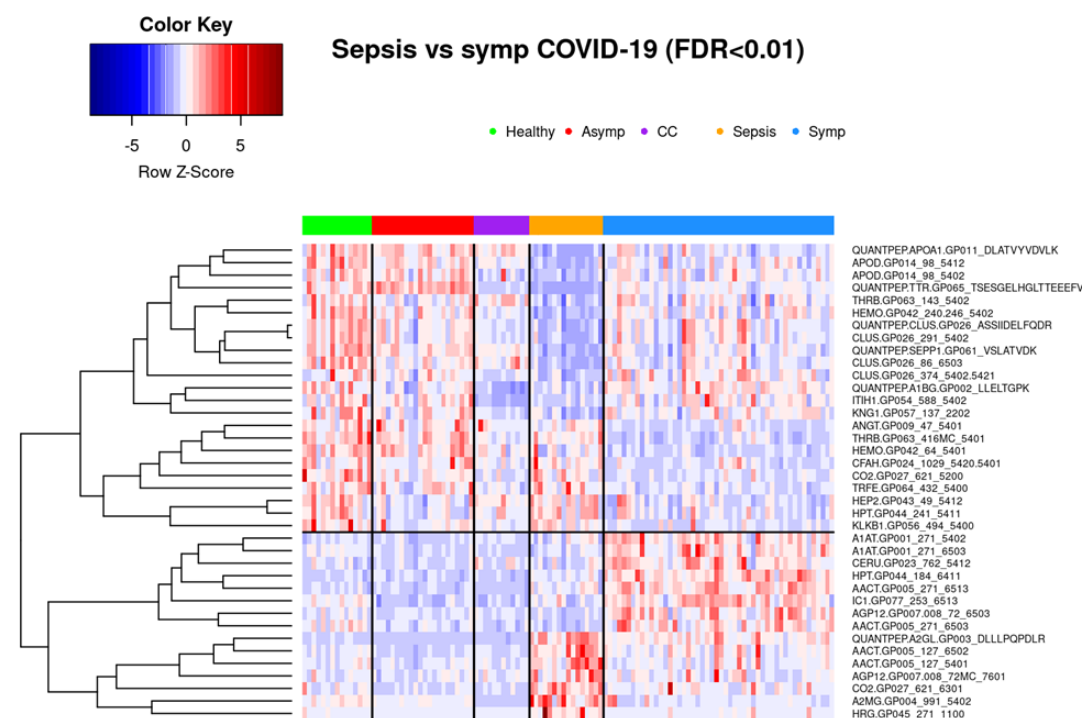 Color Key
Sepsis vs symp COVID-19 (FDR<0.01)
-5 0 5
Row Z-Score
Healthy Asymp CC Sepsis Symp
QUANTPEP.APOA1.GP011_DLATVYVDVLK
APOD.GP014_98_5412
APOD.GP014_98_5402
QUANTPEP.TTR.GP065_TSESGELHGLTTEEEFV
THRB.GP063_143_5402
HEMO.GP042_240.246_5402
QUANTPEP.CLUS.GP026_ASSIIDELFQDR
CLUS.GP026_291_5402
QUANTPEP.SEPP1.GP061_VSLATVDK
CLUS.GP026_86_6503
CLUS.GP026_374_5402.5421
QUANTPEP.A1BG.GP002_LLELTGPK
ITIH1.GP054_588_5402
KNG1.GP057_137_2202
ANGT.GP009_47_5401
THRB.GP063_416MC_5401
HEMO.GP042_64_5401
CFAH.GP024_1029_5420.5401
CO2.GP027_621_5200
TRFE.GP064_432_5400
HEP2.GP043_49_5412
HPT.GP044_241_5411
KLKB1.GP056_494_5400
A1AT.GP001_271_5402
A1AT.GP001_271_6503
CERU.GP023_762_5412
HPT.GP044_184_6411
AACT.GP005_271_6513
IC1.GP077_253_6513
AGP12.GP007.008_72_6503
AACT.GP005_271_6503
QUANTPEP.A2GL.GP003_DLLLPQPDLR
AACT.GP005_127_6502
AACT.GP005_127_5401
AGP12.GP007.008_72MC_7601
CO2.GP027_621_6301
A2MG.GP004_991_5402
HRG.GP045_271_1100